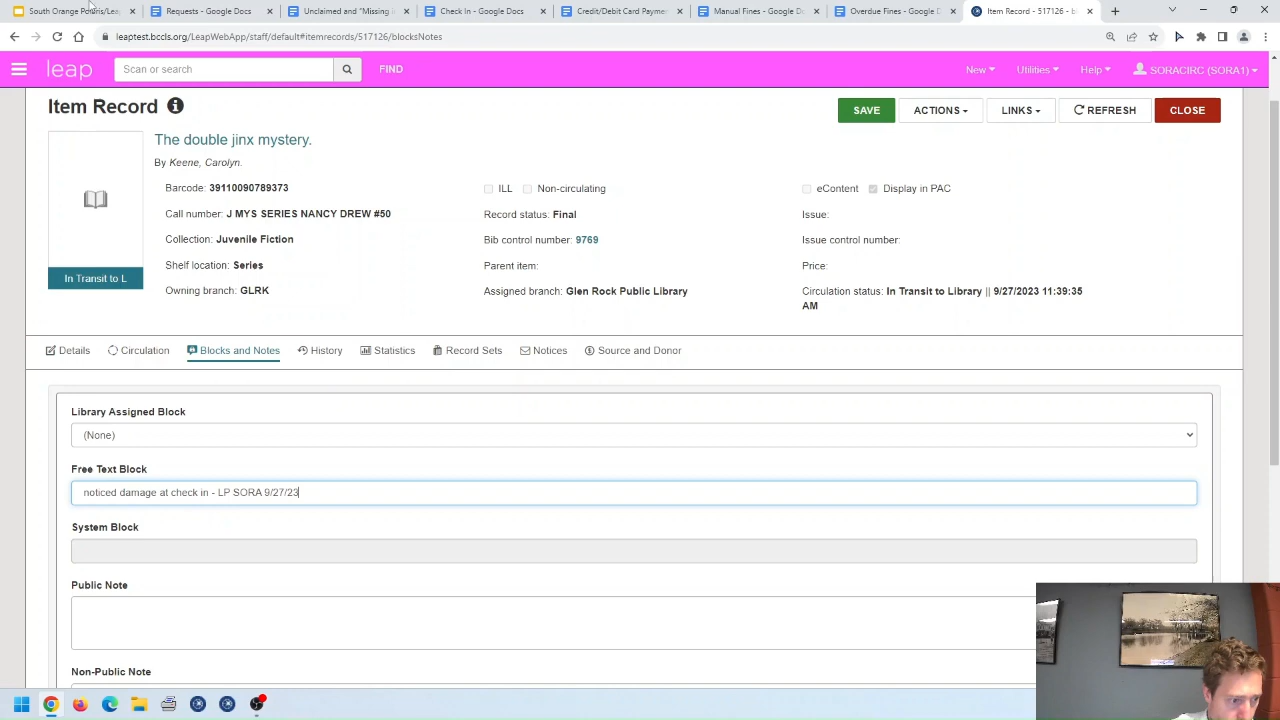 South Orange Polaris/Lea
Requests - Google Docs
Unclaimed and "Missing i
Check In - Google Docs
Credit/Debit Card Payme
Manual Fines - Google D
Overdue Fines - Google D
Item Record - 517126 - b
leaptest.bccls.org/LeapWebApp/staff/default#itemrecords/517126/blocksNotes
leap
Scan or search
FIND
New
Utilities
Help
SORACIRC (SORA1)
Item Record
SAVE
ACTIONS
LINKS
REFRESH
CLOSE
The double jinx mystery.
By Keene, Carolyn.
Barcode: 39110090789373
ILL
Non-circulating
eContent
Display in PAC
Call number: J MYS SERIES NANCY DREW #50
Record status: Final
Issue:
Collection: Juvenile Fiction
Bib control number: 9769
Issue control number:
Shelf location: Series
Parent item:
Price:
In Transit to L
Owning branch: GLRK
Assigned branch: Glen Rock Public Library
Circulation status: In Transit to Library || 9/27/2023 11:39:35
AM
Details
Circulation
Blocks and Notes
History
Statistics
Record Sets
Notices
Source and Donor
Library Assigned Block
(None)
Free Text Block
noticed damage at check in - LP SORA 9/27/23
System Block
Public Note
Non-Public Note